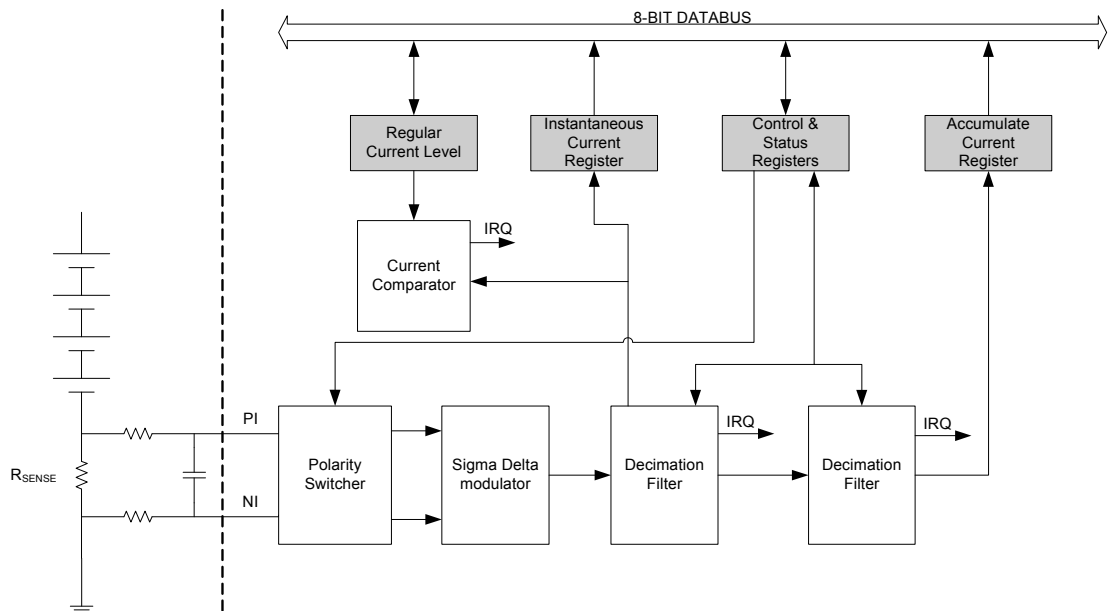 8-BIT DATABUS
Regular
Current Level
Instantaneous
Current
Register
Control &
Status
Registers
Accumulate
Current
Register
IRQ
Current
Comparator
PI
NI
RSENSE
Polarity
Switcher
Sigma Delta
modulator
Decimation
Filter
IRQ
Decimation
Filter
IRQ